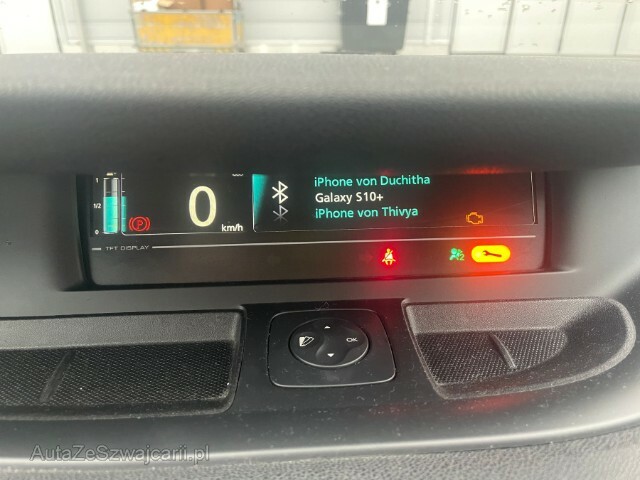 iPhone von Duchitha
1
1/2
0
0
km/h
Galaxy S10+
iPhone von Thivya
P
TFT DISPLAY
2
OK
AutaZeSzwajcarii.pl